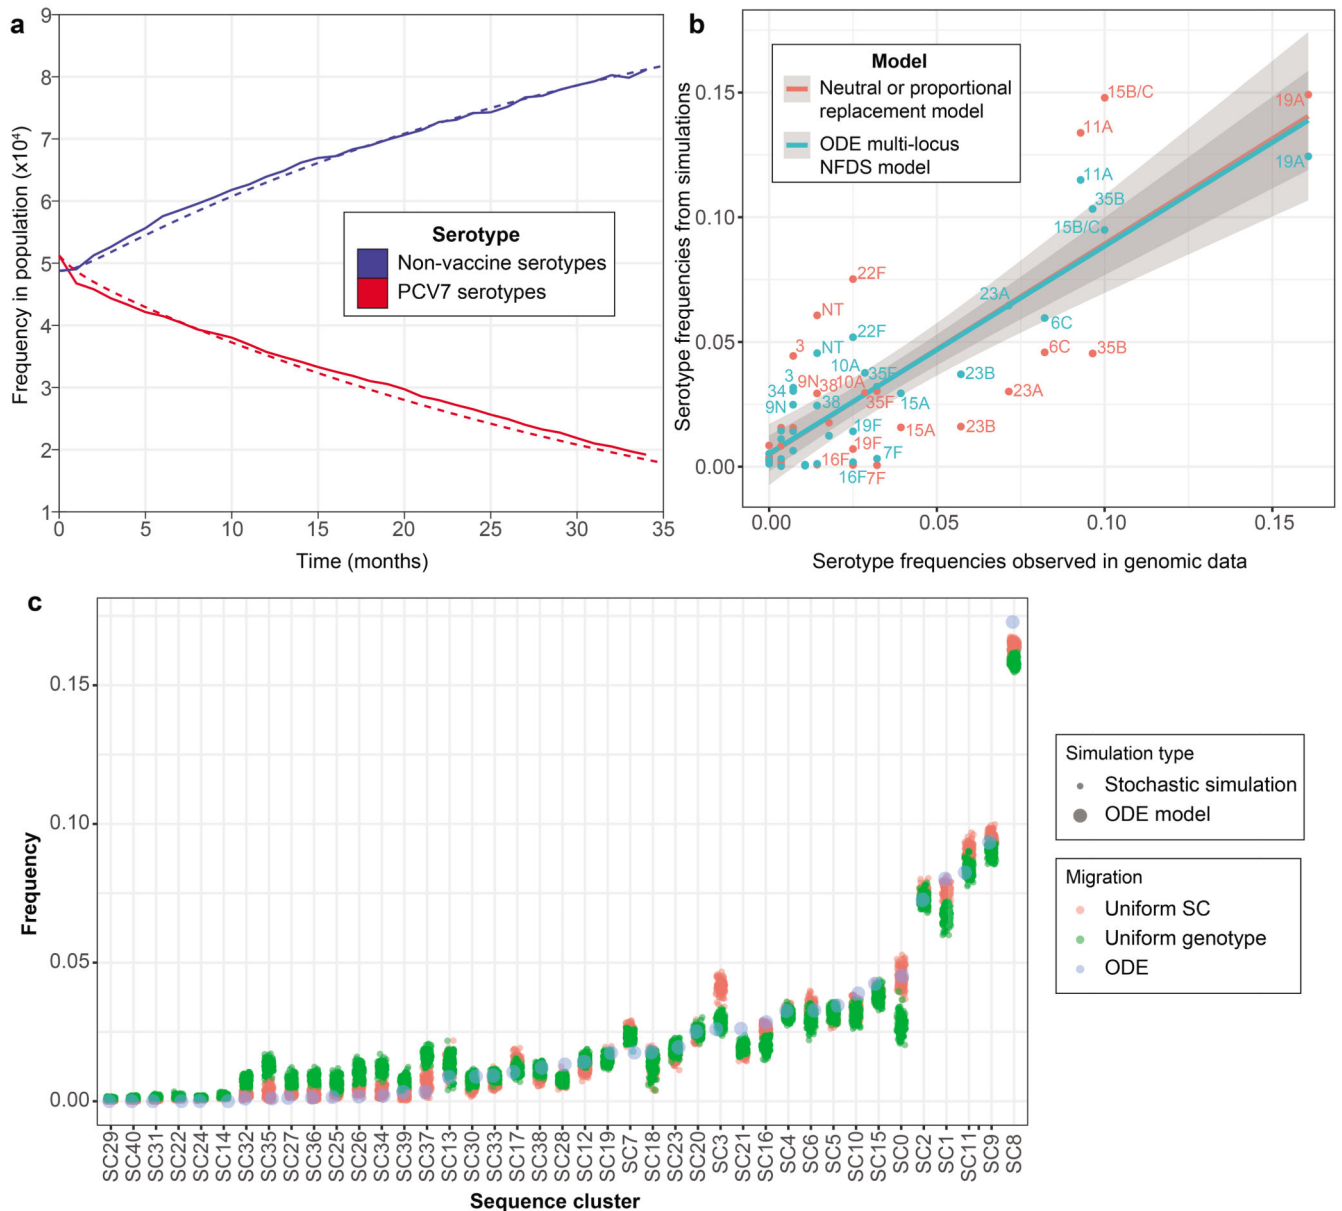 a
9
8
7
6
5
4
3
2
1
Frequency in population (x10⁴)
Serotype
Non-vaccine serotypes
PCV7 serotypes
0
5
10
15
20
25
30
35
Time (months)
b
Serotype frequencies from simulations
0.15
0.10
0.05
0.00
Model
Neutral or proportional
replacement model
ODE multi-locus
NFDS model
15B/C
19A
11A
19A
11A
35B
15B/C
22F
23A
NT
6C
22F
3
NT
6C
35B
10A
3
35F
23B
34
9N
38
10A
23A
9N
38
35F
15A
19F
15A
23B
19F
16F
7F
16F
7F
0.00
0.05
0.10
0.15
Serotype frequencies observed in genomic data
c
Frequency
0.15
0.10
0.05
0.00
SC29
SC40
SC31
SC22
SC24
SC14
SC32
SC35
SC27
SC36
SC25
SC26
SC34
SC39
SC37
SC13
SC30
SC33
SC17
SC38
SC28
SC12
SC19
SC7
SC18
SC23
SC20
SC3
SC21
SC16
SC4
SC6
SC5
SC10
SC15
SC0
SC2
SC1
SC11
SC9
SC8
Sequence cluster
Simulation type
Stochastic simulation
ODE model
Migration
Uniform SC
Uniform genotype
ODE